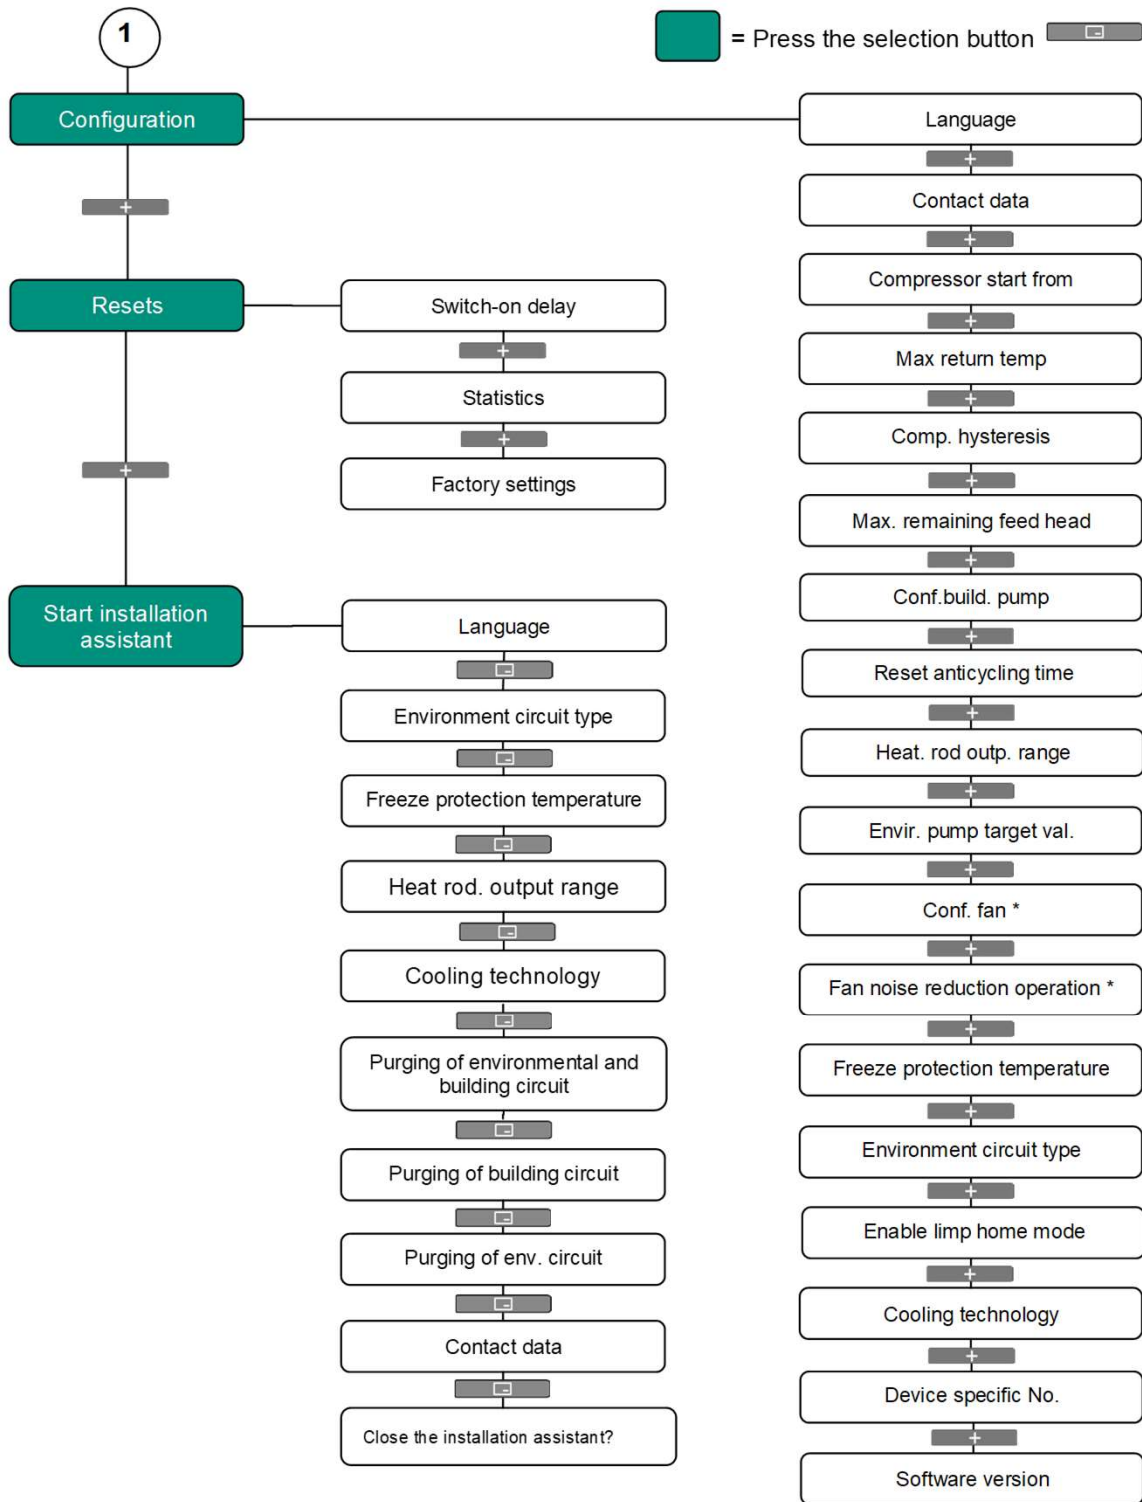 1
= Press the selection button
Configuration
Resets
Start installation
assistant
Switch-on delay
+
Statistics
+
Factory settings
+
+
Language
Environment circuit type
Freeze protection temperature
Heat rod. output range
Cooling technology
Purging of environmental and
building circuit
Purging of building circuit
Purging of env. circuit
Contact data
Close the installation assistant?
Language
+
Contact data
+
Compressor start from
+
Max return temp
+
Comp. hysteresis
+
Max. remaining feed head
+
Conf.build. pump
+
Reset anticycling time
+
Heat. rod outp. range
+
Envir. pump target val.
+
Conf. fan *
+
Fan noise reduction operation *
+
Freeze protection temperature
+
Environment circuit type
+
Enable limp home mode
+
Cooling technology
+
Device specific No.
+
Software version